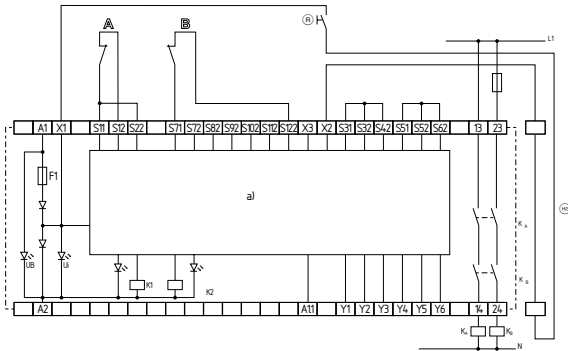 A B R L1
A1 X1 S11 S12 S22 S71 S72 S82 S92 S102 S112 S122 X3 X2 S31 S32 S42 S51 S52 S62 13 23
F1 a)
H2
K A
UB Ui K1 K2 K B
A2 A11 Y1 Y2 Y3 Y4 Y5 Y6 14 24
KA KB
N